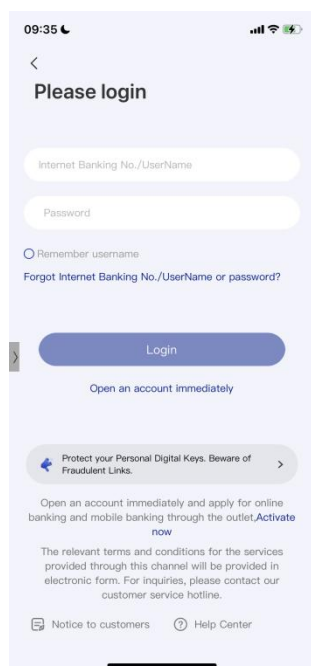 09:35
Please login
Internet Banking No./UserName
Password
Remember username
Forgot Internet Banking No./UserName or password?
Login
Open an account immediately
Protect your Personal Digital Keys. Beware of
Fraudulent Links.
Open an account immediately and apply for online
banking and mobile banking through the outlet,Activate
now
The relevant terms and conditions for the services
provided through this channel will be provided in
electronic form. For inquiries, please contact our
customer service hotline.
Notice to customers Help Center